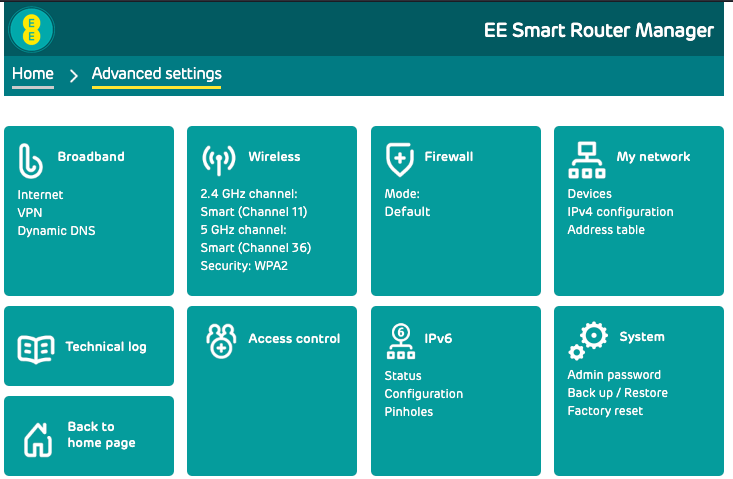 E
E
EE Smart Router Manager
Home > Advanced settings
Broadband
Internet
VPN
Dynamic DNS
Wireless
2.4 GHz channel:
Smart (Channel 11)
5 GHz channel:
Smart (Channel 36)
Security: WPA2
Firewall
Mode:
Default
My network
Devices
IPv4 configuration
Address table
Technical log
Back to
home page
Access control
6
IPv6
Status
Configuration
Pinholes
System
Admin password
Back up / Restore
Factory reset